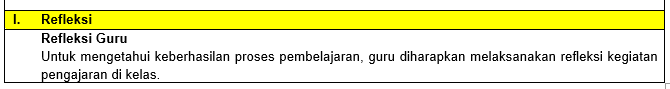 I. Refleksi
Refleksi Guru
Untuk mengetahui keberhasilan proses pembelajaran, guru diharapkan melaksanakan refleksi kegiatan
pengajaran di kelas.